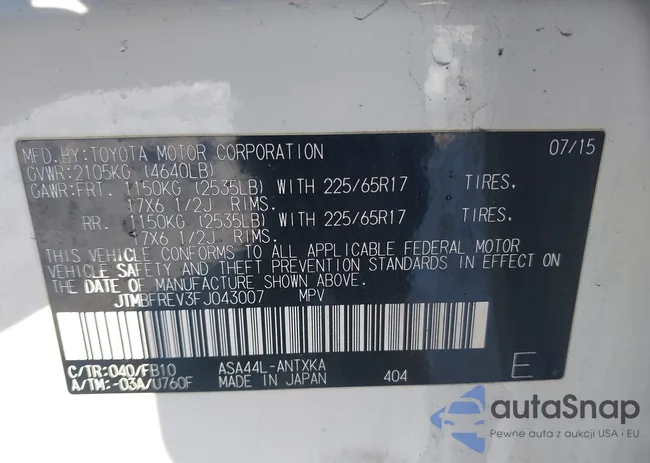 MFD.BY:TOYOTA MOTOR CORPORATION 07/15
GVWR:2105KG (4640LB)
GAWR:FRT. 1150KG (2535LB) WITH 225/65R17 TIRES.
17X6 1/2J RIMS.
RR. 1150KG (2535LB) WITH 225/65R17 TIRES.
17X6 1/2J RIMS.
THIS VEHICLE CONFORMS TO ALL APPLICABLE FEDERAL MOTOR
VEHICLE SAFETY AND THEFT PREVENTION STANDARDS IN EFFECT ON
THE DATE OF MANUFACTURE SHOWN ABOVE.
JTMBFREV3FJ043007 MPV
C/TR:040/FB10 ASA44L-ANTXKA E
A/TM:-03A/U760F MADE IN JAPAN 404
autaSnap
Pewne auta z aukcji USA i EU